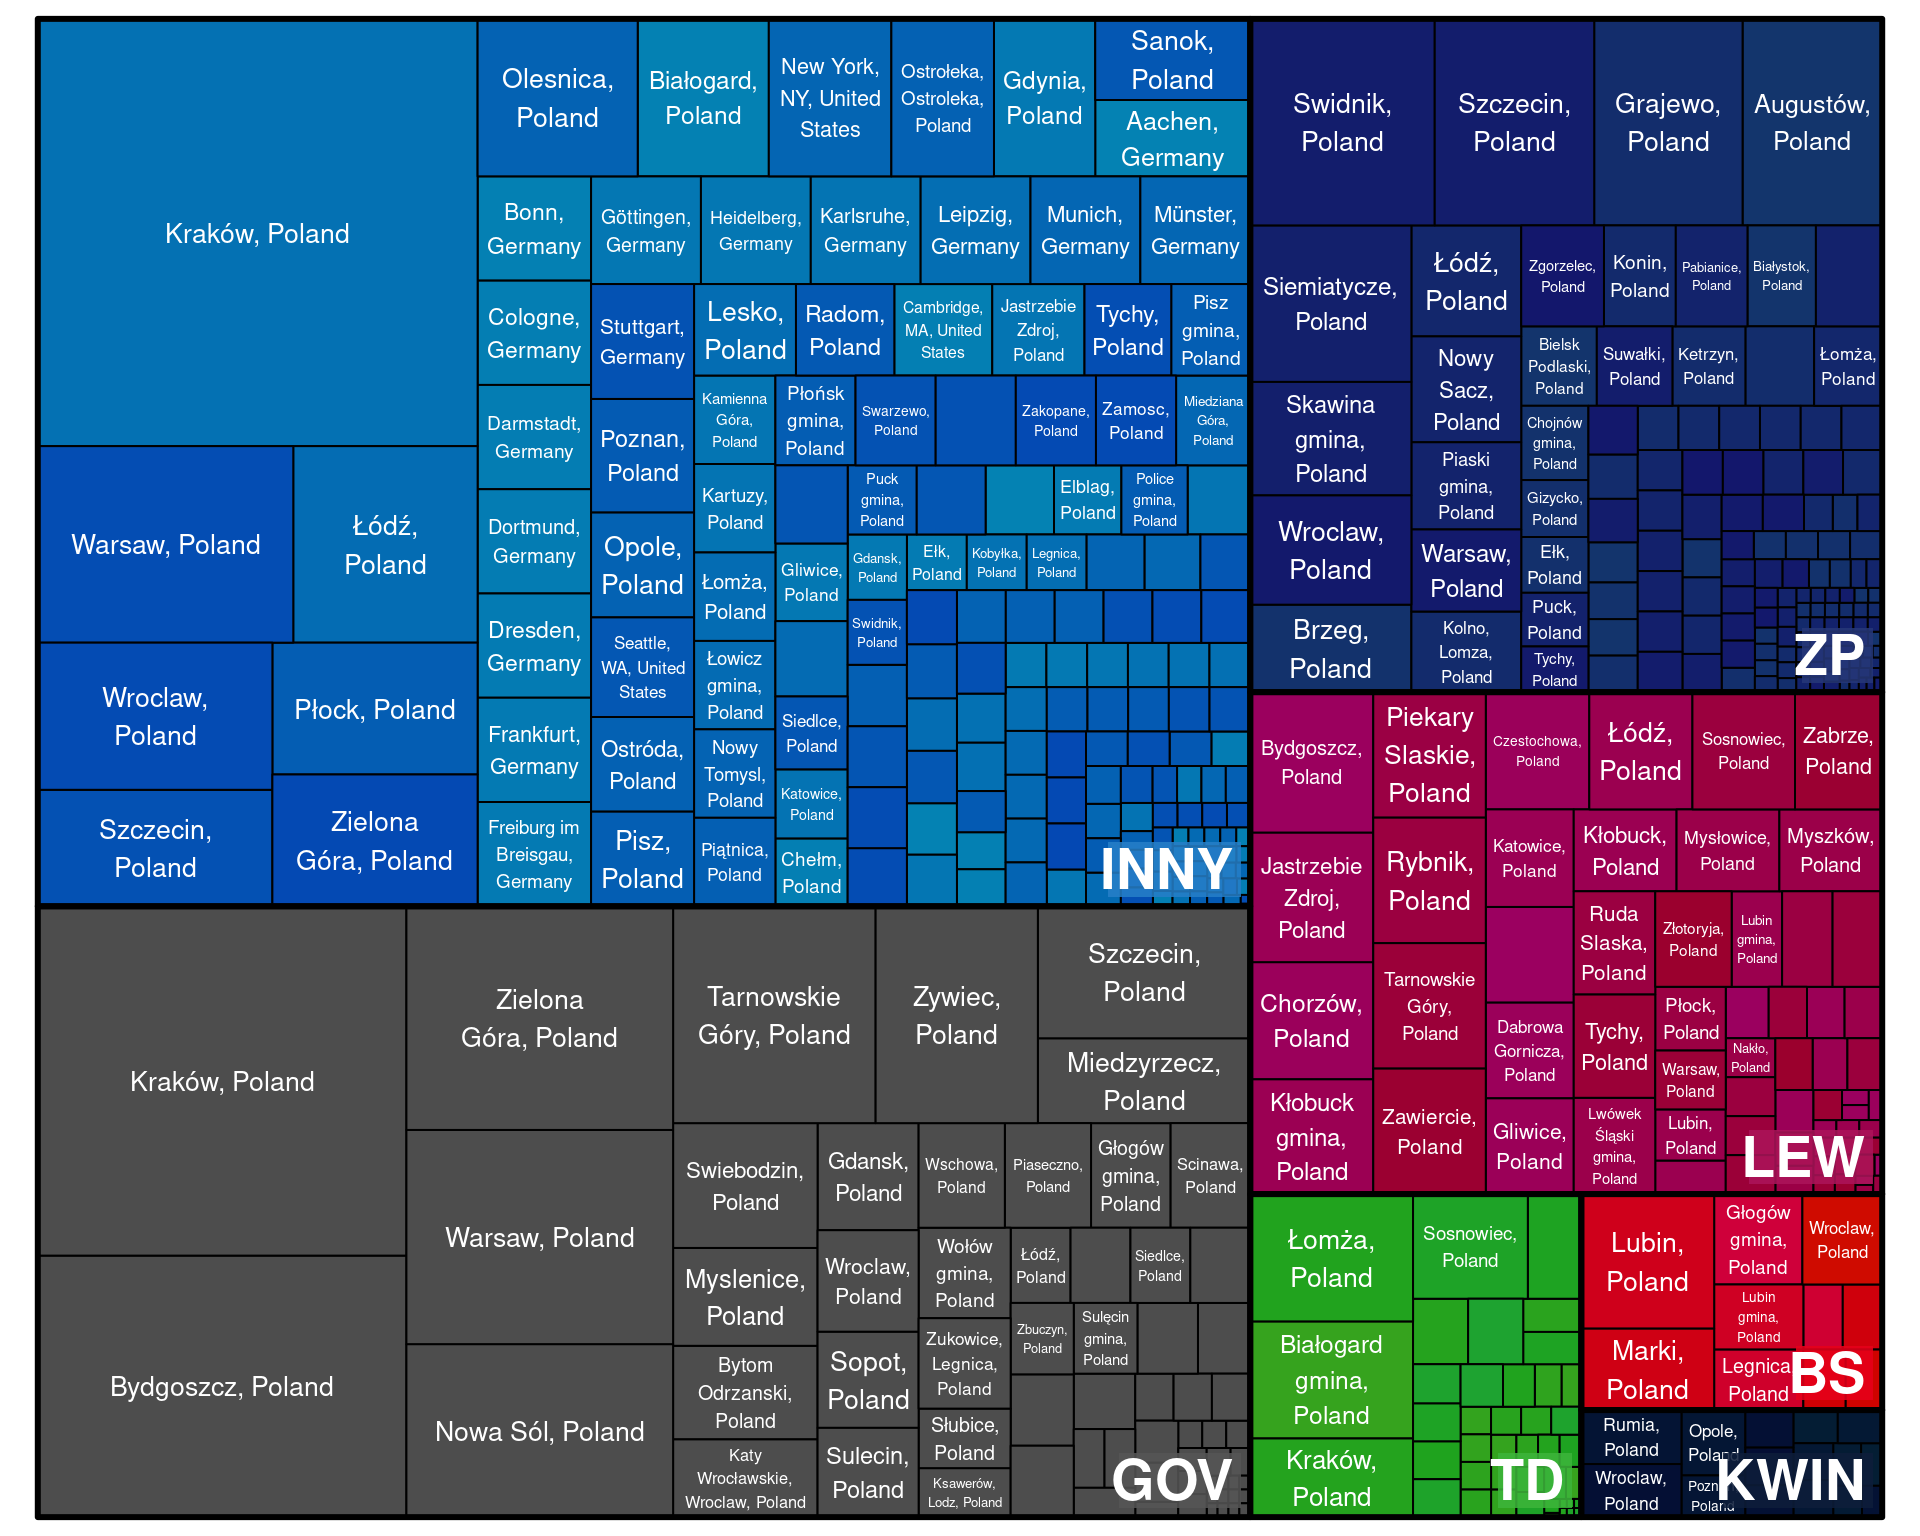 Kraków, Poland
Warsaw, Poland
Łódź,
Poland
Wroclaw,
Poland
Płock, Poland
Szczecin,
Poland
Zielona
Góra, Poland
Olesnica,
Poland
Białogard,
Poland
New York,
NY, United
States
Ostrołeka,
Ostroleka,
Poland
Gdynia,
Poland
Sanok,
Poland
Aachen,
Germany
Bonn,
Germany
Göttingen,
Germany
Heidelberg,
Germany
Karlsruhe,
Germany
Leipzig,
Germany
Munich,
Germany
Münster,
Germany
Cologne,
Germany
Darmstadt,
Germany
Dortmund,
Germany
Dresden,
Germany
Frankfurt,
Germany
Freiburg im
Breisgau,
Germany
Stuttgart,
Germany
Poznan,
Poland
Opole,
Poland
Seattle,
WA, United
States
Ostróda,
Poland
Pisz,
Poland
Lesko,
Poland
Radom,
Poland
Cambridge,
MA, United
States
Jastrzebie
Zdroj,
Poland
Tychy,
Poland
Pisz
gmina,
Poland
Kamienna
Góra,
Poland
Kartuzy,
Poland
Łomża,
Poland
Łowicz
gmina,
Poland
Nowy
Tomysl,
Poland
Piątnica,
Poland
Płońsk
gmina,
Poland
Swarzewo,
Poland
Zakopane,
Poland
Zamosc,
Poland
Miedziana
Góra,
Poland
Gliwice,
Poland
Siedlce,
Poland
Katowice,
Poland
Chełm,
Poland
Puck
gmina,
Poland
Elblag,
Poland
Police
gmina,
Poland
Gdansk,
Poland
Swidnik,
Poland
Ełk,
Poland
Kobyłka,
Poland
Legnica,
Poland
INNY
Swidnik,
Poland
Szczecin,
Poland
Grajewo,
Poland
Augustów,
Poland
Siemiatycze,
Poland
Skawina
gmina,
Poland
Wroclaw,
Poland
Brzeg,
Poland
Łódź,
Poland
Nowy
Sacz,
Poland
Piaski
gmina,
Poland
Warsaw,
Poland
Kolno,
Lomza,
Poland
Zgorzelec,
Poland
Konin,
Poland
Pabianice,
Poland
Białystok,
Poland
Bielsk
Podlaski,
Poland
Suwałki,
Poland
Ketrzyn,
Poland
Łomża,
Poland
Chojnów
gmina,
Poland
Gizycko,
Poland
Ełk,
Poland
Puck,
Poland
Tychy,
Poland
ZP
Bydgoszcz,
Poland
Jastrzebie
Zdroj,
Poland
Chorzów,
Poland
Kłobuck
gmina,
Poland
Piekary
Slaskie,
Poland
Rybnik,
Poland
Tarnowskie
Góry,
Poland
Zawiercie,
Poland
Czestochowa,
Poland
Łódź,
Poland
Sosnowiec,
Poland
Zabrze,
Poland
Katowice,
Poland
Dabrowa
Gornicza,
Poland
Gliwice,
Poland
Kłobuck,
Poland
Mysłowice,
Poland
Myszków,
Poland
Ruda
Slaska,
Poland
Tychy,
Poland
Lwówek
Śląski
gmina,
Poland
Złotoryja,
Poland
Lubin
gmina,
Poland
Płock,
Poland
Warsaw,
Poland
Lubin,
Poland
Nakło,
Poland
LEW
Kraków, Poland
Bydgoszcz, Poland
Zielona
Góra, Poland
Warsaw, Poland
Nowa Sól, Poland
Tarnowskie
Góry, Poland
Zywiec,
Poland
Szczecin,
Poland
Miedzyrzecz,
Poland
Swiebodzin,
Poland
Myslenice,
Poland
Bytom
Odrzanski,
Poland
Katy
Wrocławskie,
Wroclaw, Poland
Gdansk,
Poland
Wroclaw,
Poland
Sopot,
Poland
Sulecin,
Poland
Wschowa,
Poland
Piaseczno,
Poland
Głogów
gmina,
Poland
Scinawa,
Poland
Wołów
gmina,
Poland
Zukowice,
Legnica,
Poland
Słubice,
Poland
Ksawerów,
Lodz, Poland
Łódź,
Poland
Siedlce,
Poland
Zbuczyn,
Poland
Sulęcin
gmina,
Poland
GOV
Łomża,
Poland
Białogard
gmina,
Poland
Kraków,
Poland
Sosnowiec,
Poland
TD
Lubin,
Poland
Marki,
Poland
Głogów
gmina,
Poland
Wroclaw,
Poland
Lubin
gmina,
Poland
Legnica
Poland
BS
Rumia,
Poland
Wroclaw,
Poland
Opole,
Poland
Poland
KWIN